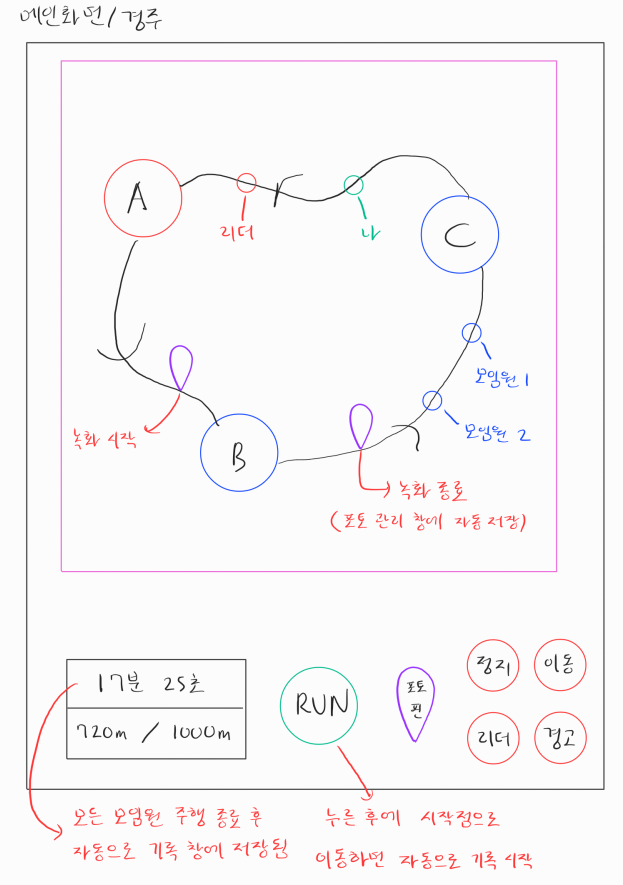 메인화면/경주
A
리더
나
C
모임원 1
모임원 2
녹화 시작
B
녹화 종료
(포토 관리 창에 자동 저장)
17분 25초
720m / 1000m
RUN
포토
핀
정지
이동
리더
경고
모든 모임원 주행 종료 후
자동으로 기록 창에 저장됨
누른 후에 시작점으로
이동하면 자동으로 기록 시작